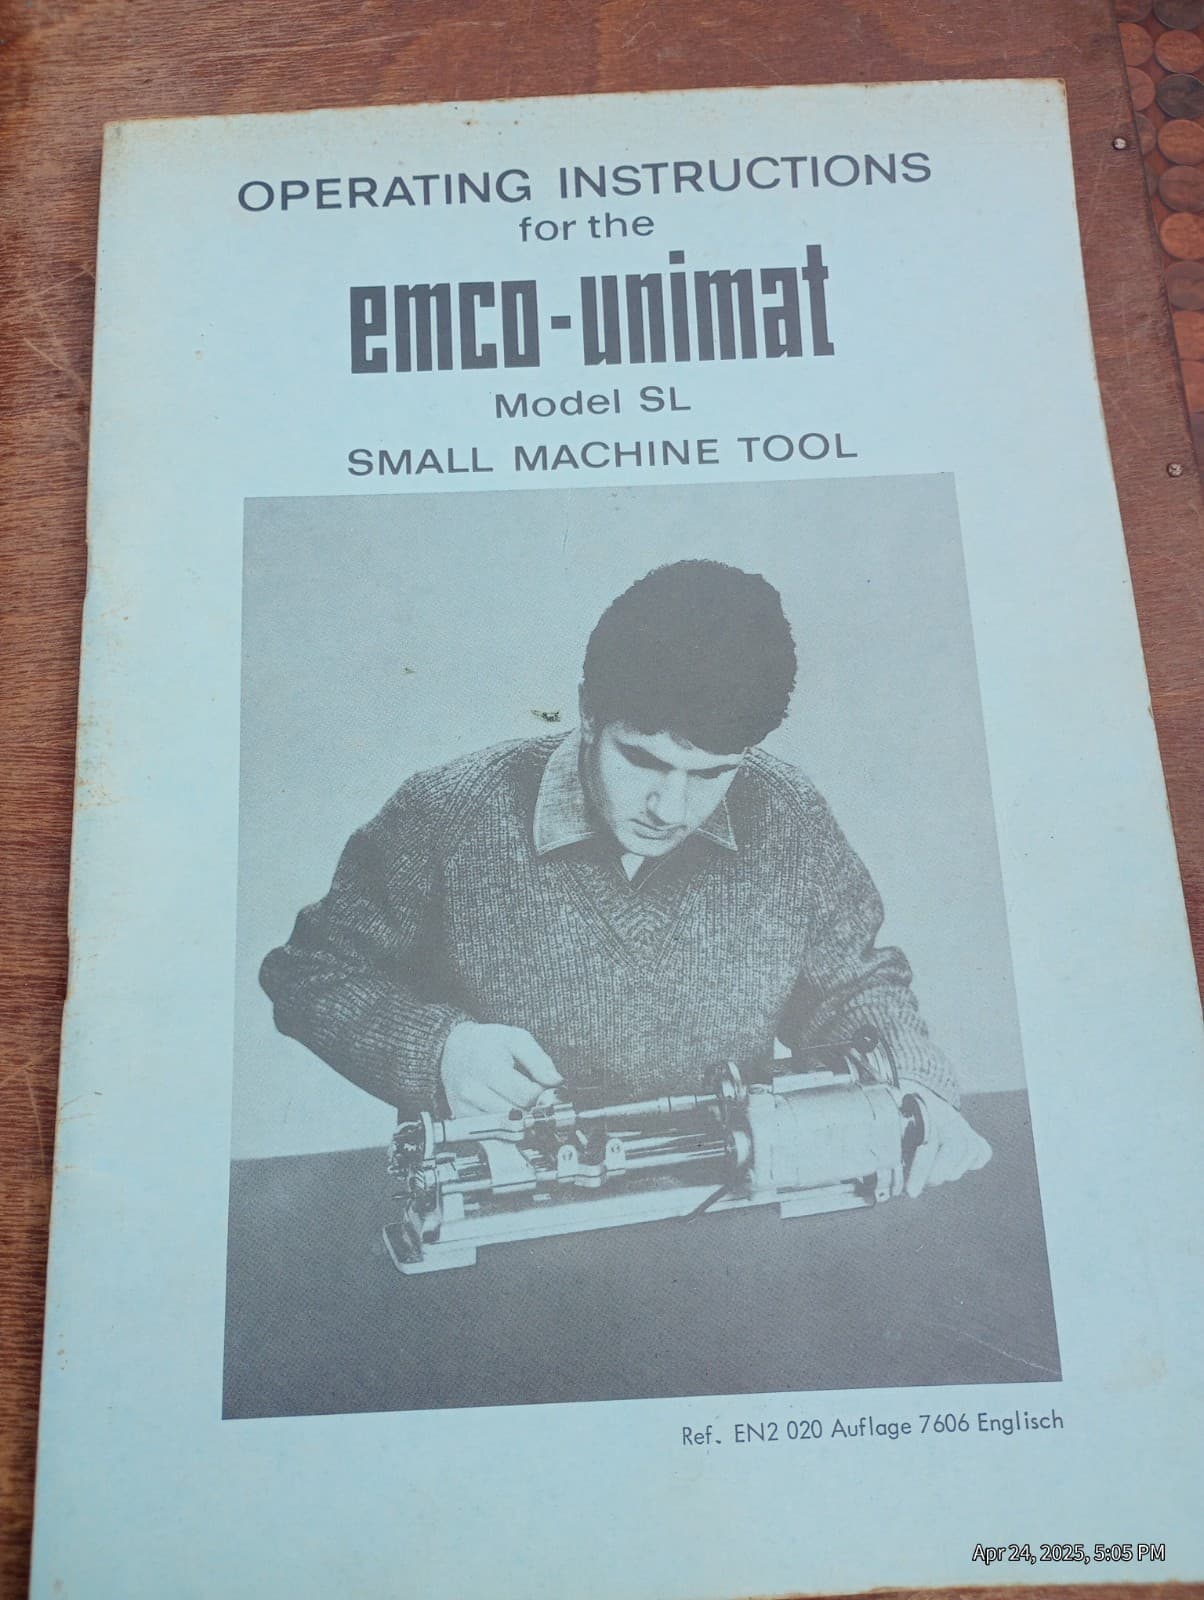 OPERATING INSTRUCTIONS
for the
emco-unimat
Model SL
SMALL MACHINE TOOL
Ref. EN2 020 Auflage 7606 Englisch
Apr 24, 2025, 5:05 PM